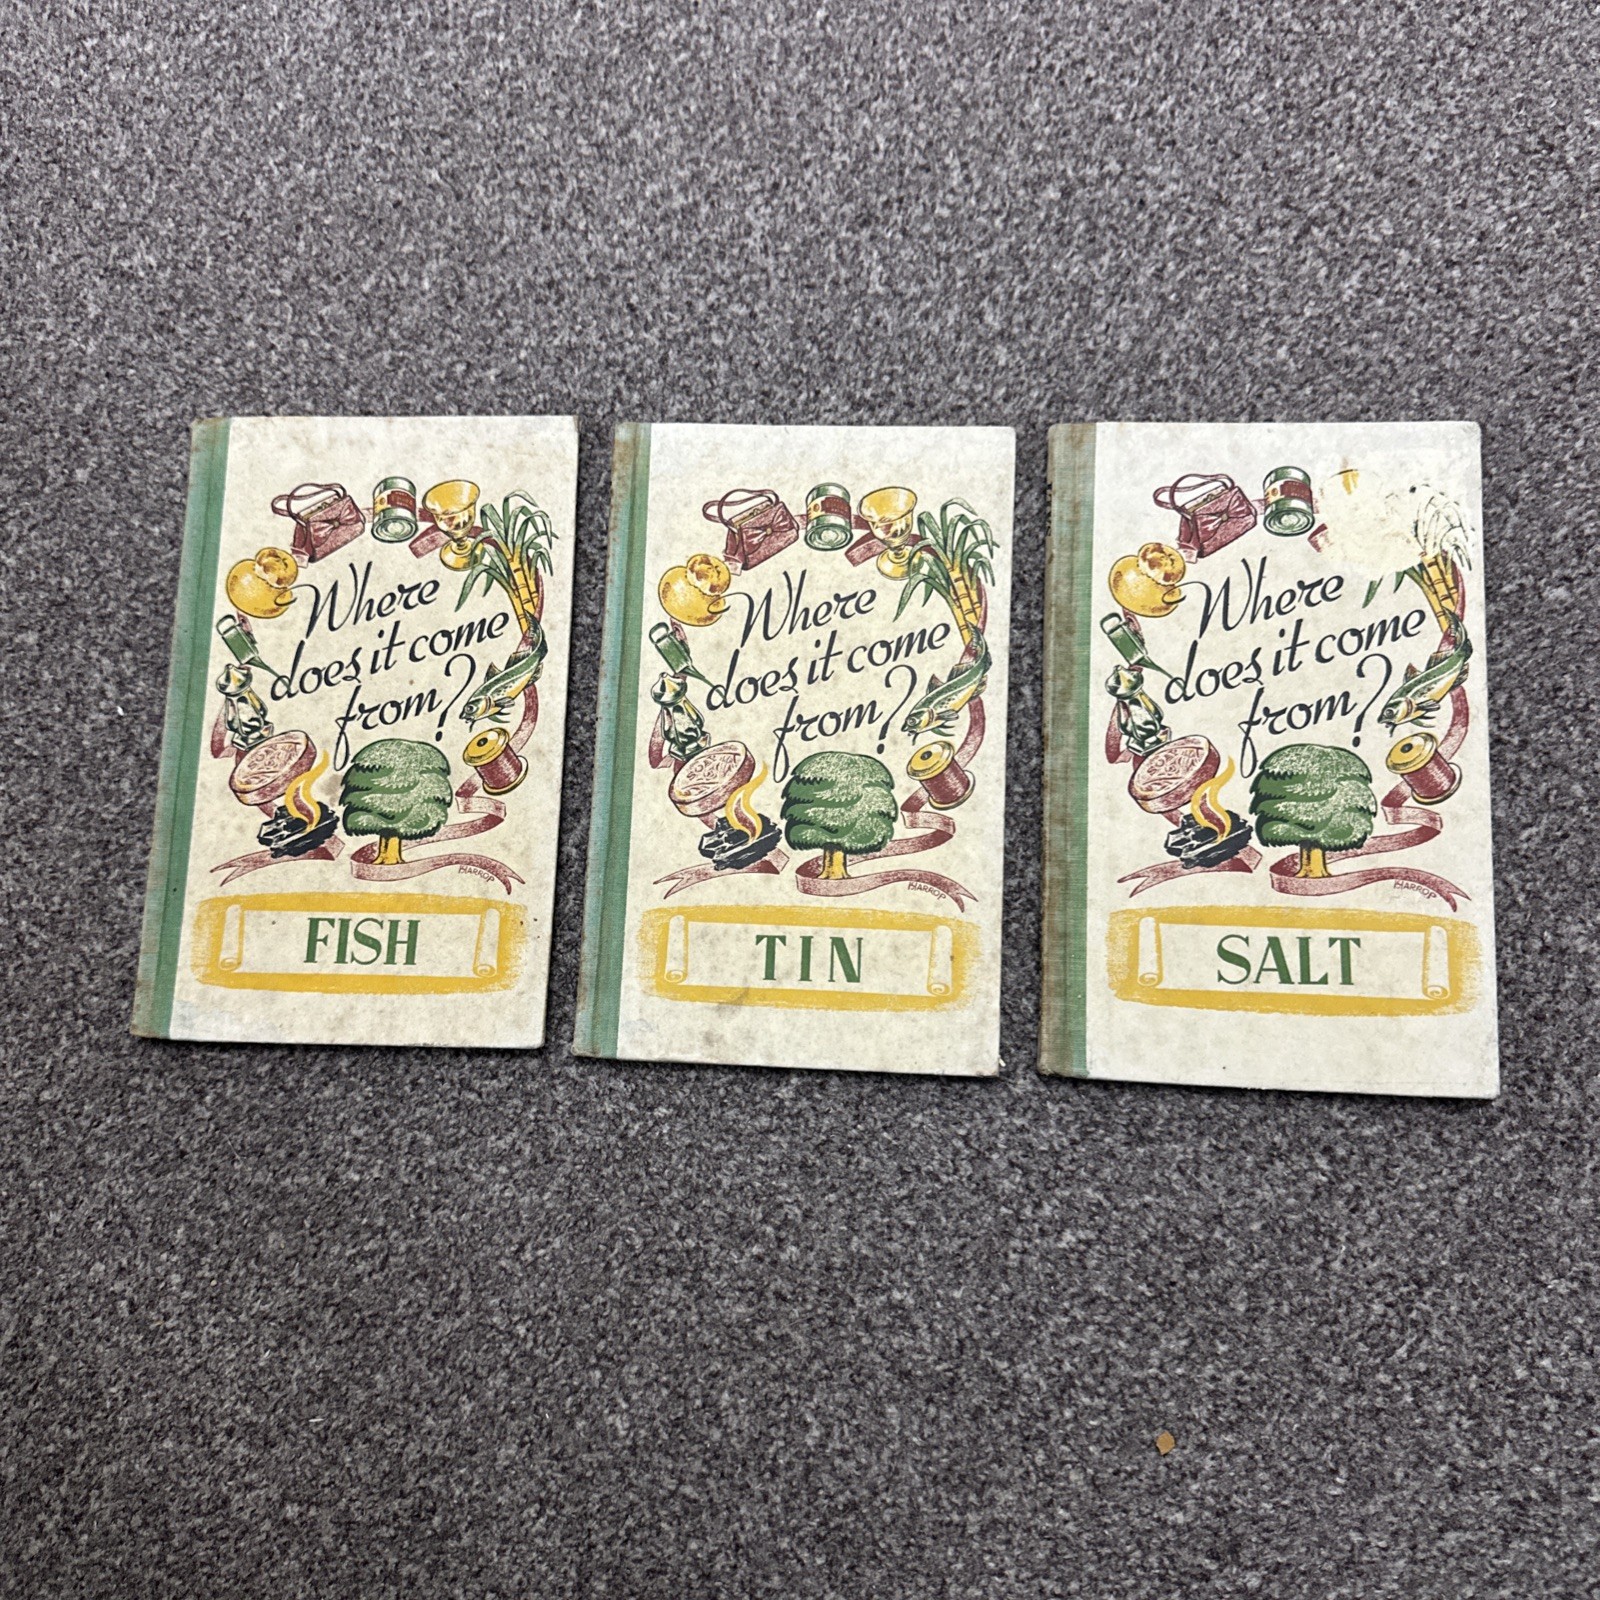 Where
does it come
from?
HARROP
FISH
Where
does it come
from?
HARROP
TIN
Where
does it come
from?
HARROP
SALT